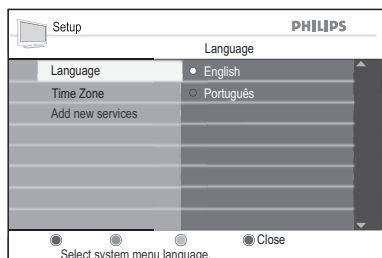 Setup
PHILIPS
Language
Language
English
Time Zone
Português
Add new services
Close
Select system menu language.